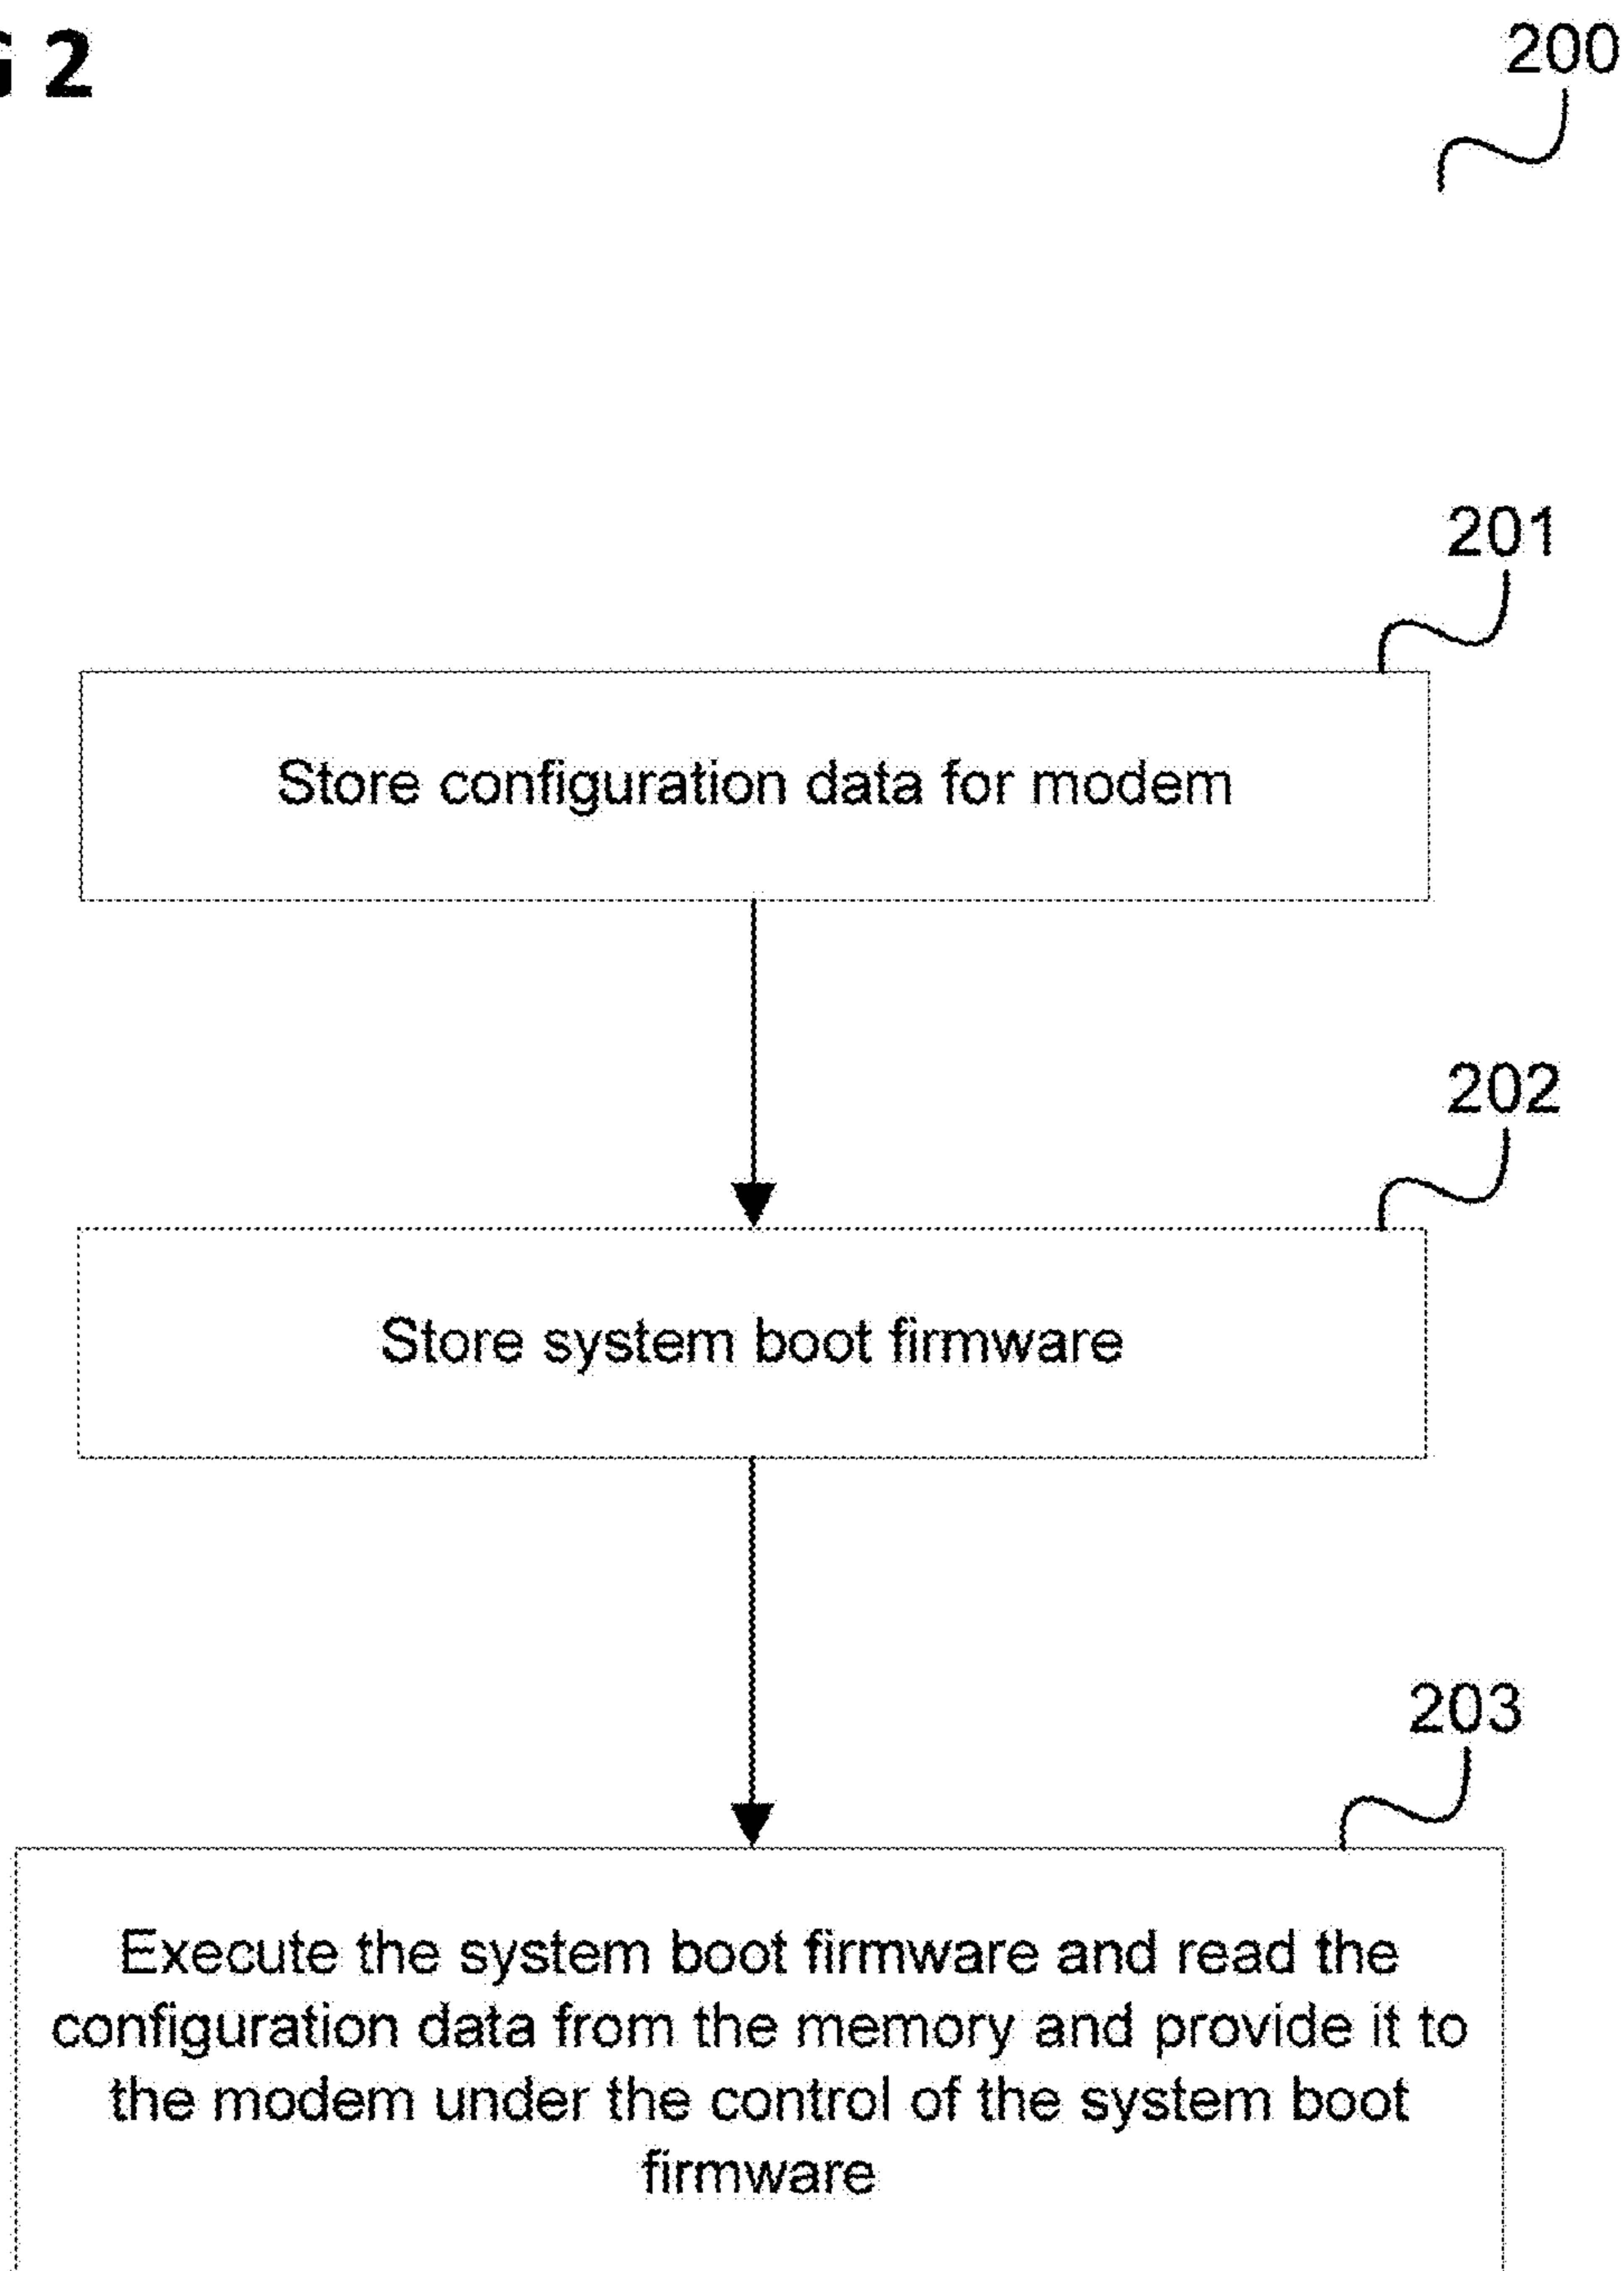 G 2
200
201
Store configuration data for modem
202
Store system boot firmware
203
Execute the system boot firmware and read the
configuration data from the memory and provide it to
the modem under the control of the system boot
firmware